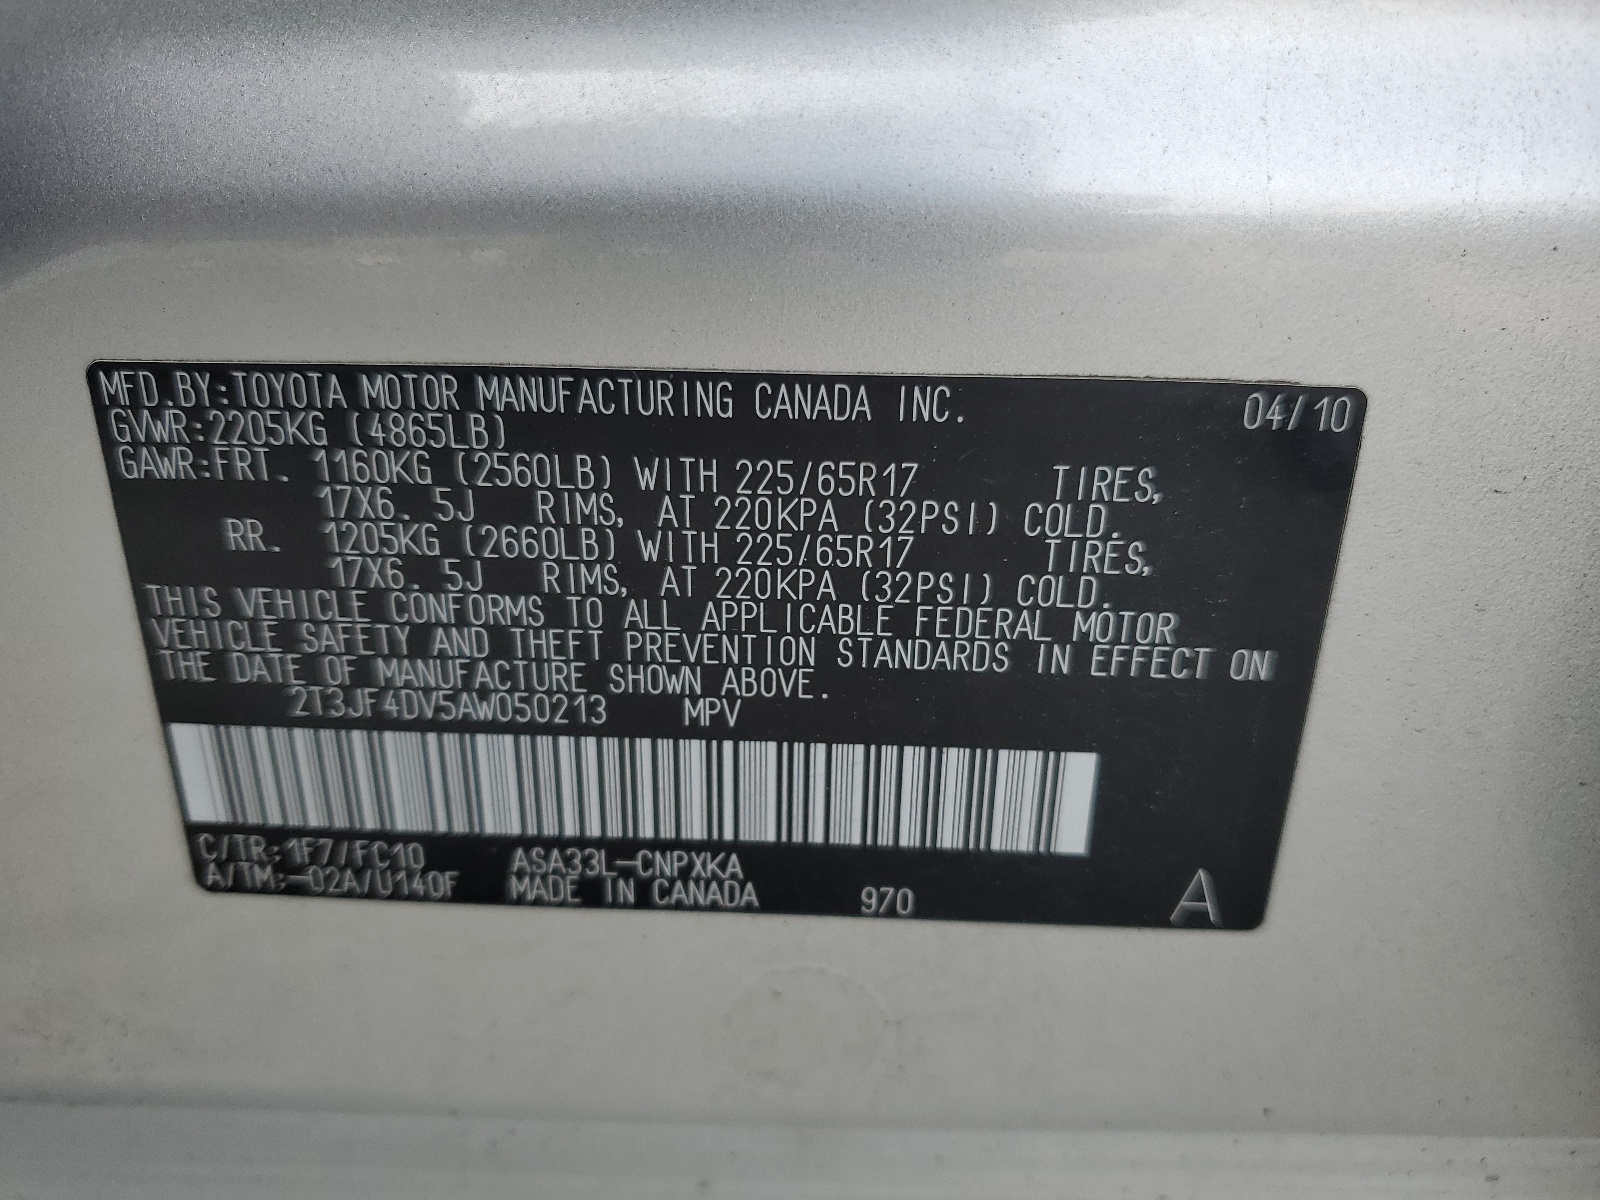 MFD.BY:TOYOTA MOTOR MANUFACTURING CANADA INC. 04/10
GVWR:2205KG (4865LB)
GAWR:FRT. 1160KG (2560LB) WITH 225/65R17 TIRES,
17X6.5J RIMS, AT 220KPA (32PSI) COLD.
RR. 1205KG (2660LB) WITH 225/65R17 TIRES,
17X6.5J RIMS, AT 220KPA (32PSI) COLD.
THIS VEHICLE CONFORMS TO ALL APPLICABLE FEDERAL MOTOR
VEHICLE SAFETY AND THEFT PREVENTION STANDARDS IN EFFECT ON
THE DATE OF MANUFACTURE SHOWN ABOVE.
2T3JF4DV5AW050213 MPV
C/TR:1F7/FC10 ASA33L-CNPXKA
A/TM:-02A/U140F MADE IN CANADA 970 A